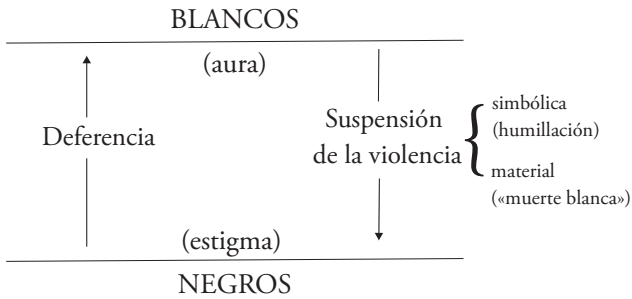 BLANCOS
(aura)
Deferencia
Suspensión
de la violencia
simbólica
(humillación)
material
(«muerte blanca»)
(estigma)
NEGROS